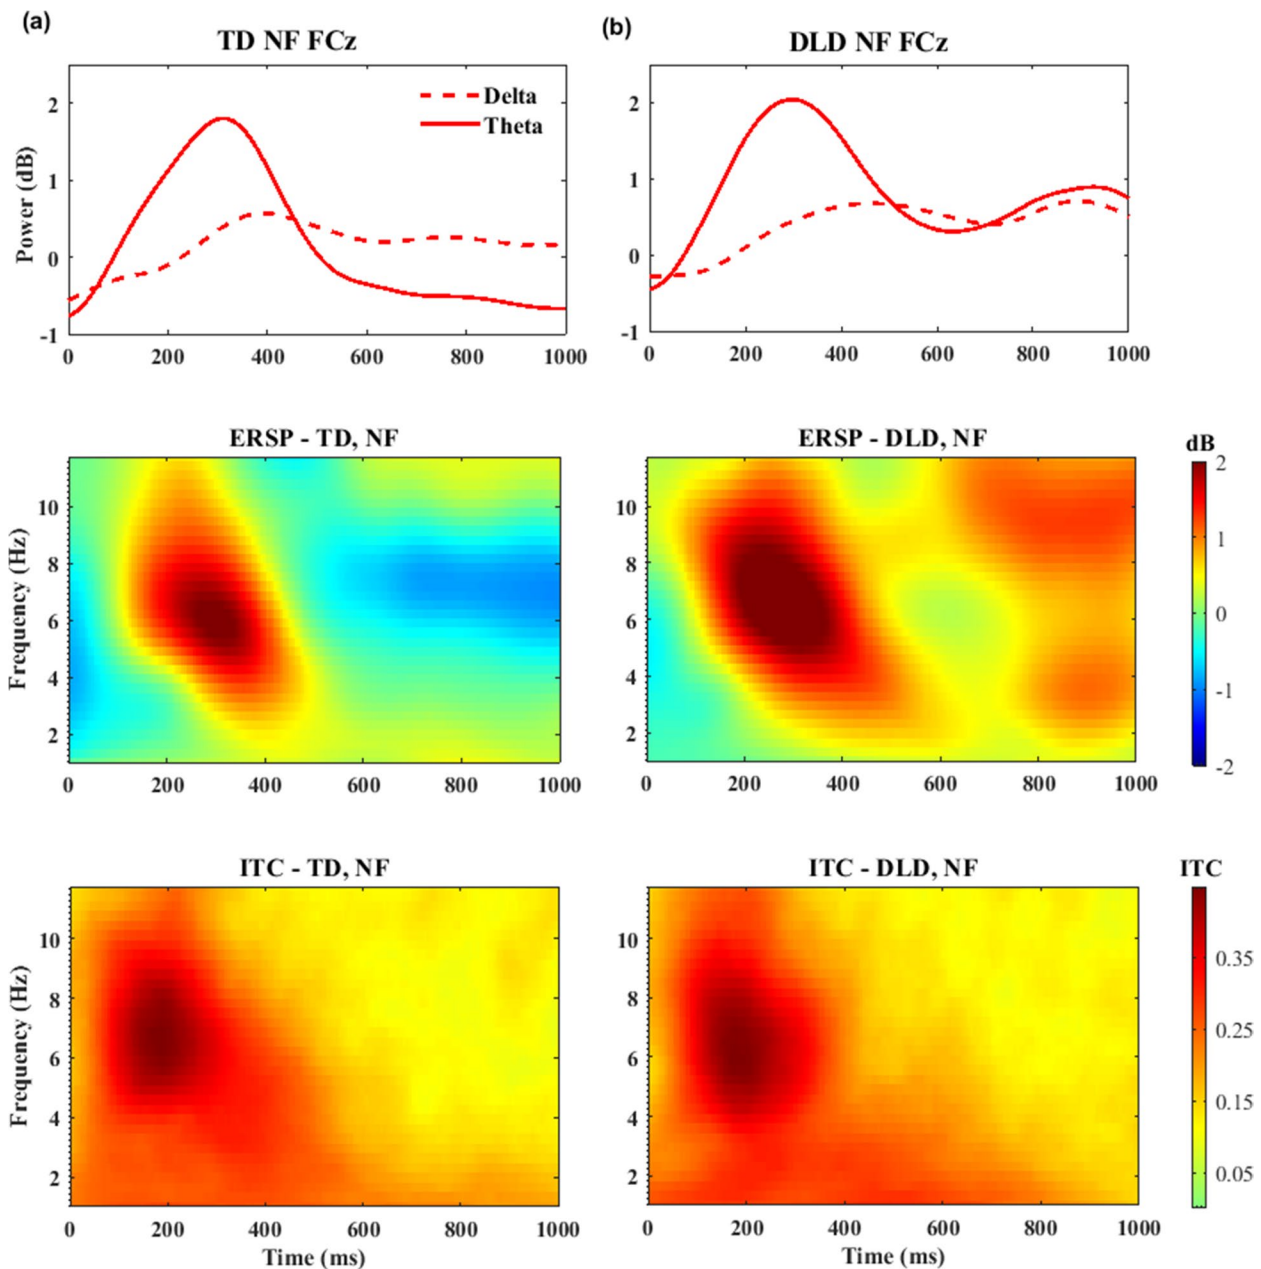 (a)
TD NF FCz
Delta
Theta
Power (dB)
2
1
0
-1
0 200 400 600 800 1000
(b)
DLD NF FCz
2
1
0
-1
0 200 400 600 800 1000
ERSP - TD, NF
Frequency (Hz)
10
8
6
4
2
0 200 400 600 800 1000
ERSP - DLD, NF
10
8
6
4
2
0 200 400 600 800 1000
dB
2
1
0
-1
-2
ITC - TD, NF
Frequency (Hz)
10
8
6
4
2
0 200 400 600 800 1000
Time (ms)
ITC - DLD, NF
10
8
6
4
2
0 200 400 600 800 1000
Time (ms)
ITC
0.35
0.25
0.15
0.05